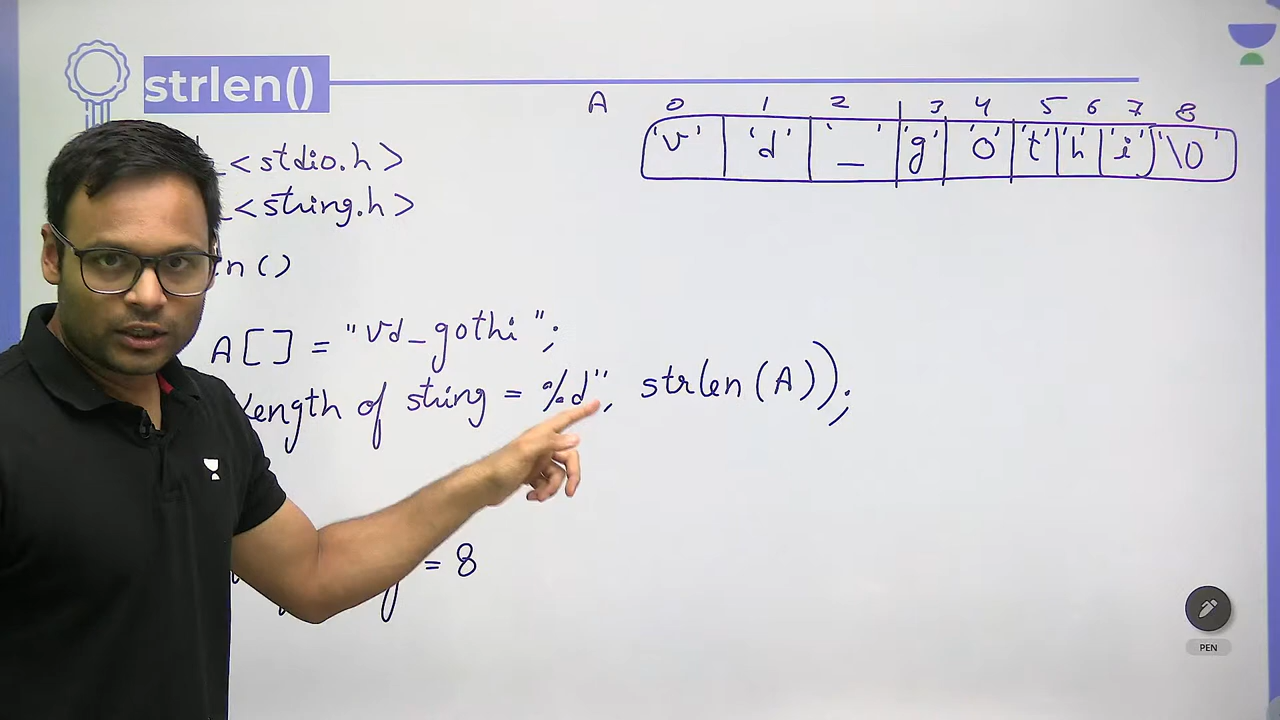 strlen()
A 0 1 2 3 4 5 6 7 8
'v' 'd' '_' 'g' 'o' 't' 'h' 'i' '\0'
<stdio.h>
<string.h>
n()
A[] = "vd_gothi";
Length of string = %d", strlen(A));
= 8
PEN